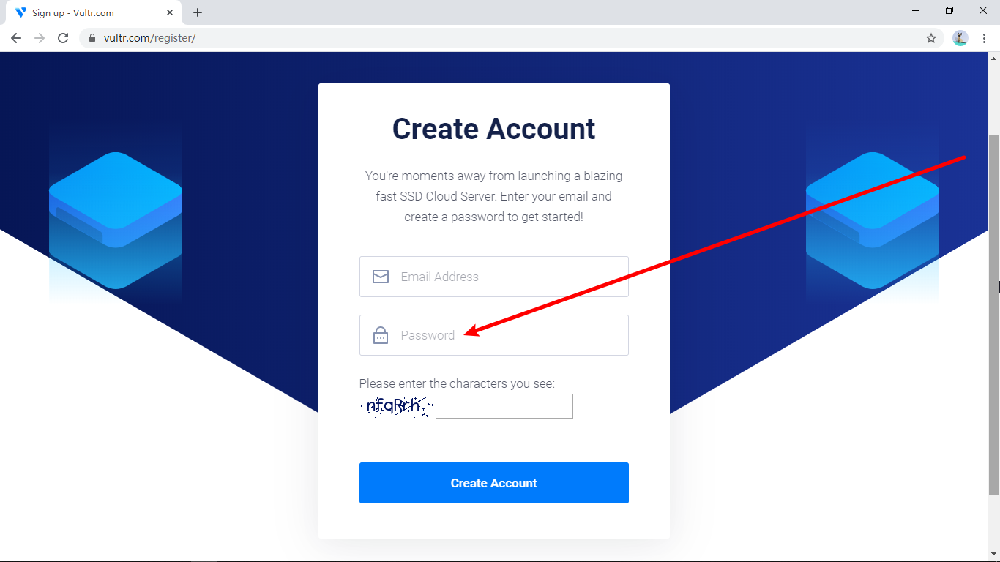 Sign up - Vultr.com
vultr.com/register/
Create Account
You're moments away from launching a blazing
fast SSD Cloud Server. Enter your email and
create a password to get started!
Email Address
Password
Please enter the characters you see:
nfqRrh
Create Account